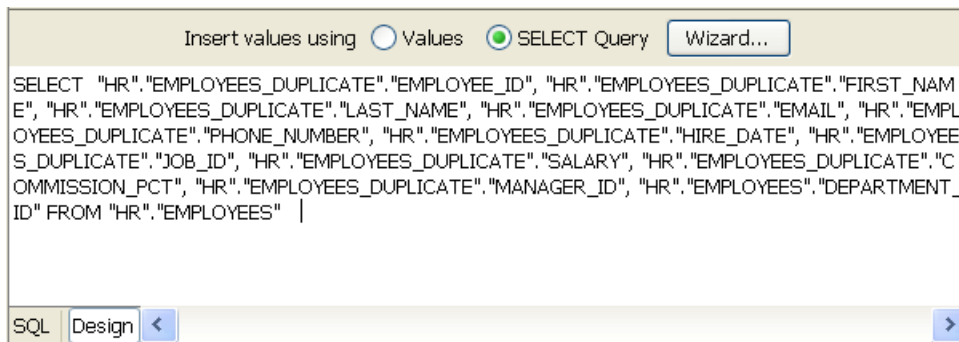 Insert values using Values SELECT Query Wizard...
SELECT "HR"."EMPLOYEES_DUPLICATE"."EMPLOYEE_ID", "HR"."EMPLOYEES_DUPLICATE"."FIRST_NAM
E", "HR"."EMPLOYEES_DUPLICATE"."LAST_NAME", "HR"."EMPLOYEES_DUPLICATE"."EMAIL", "HR"."EMPL
OYEES_DUPLICATE"."PHONE_NUMBER", "HR"."EMPLOYEES_DUPLICATE"."HIRE_DATE", "HR"."EMPLOYEE
S_DUPLICATE"."JOB_ID", "HR"."EMPLOYEES_DUPLICATE"."SALARY", "HR"."EMPLOYEES_DUPLICATE"."C
OMMISSION_PCT", "HR"."EMPLOYEES_DUPLICATE"."MANAGER_ID", "HR"."EMPLOYEES"."DEPARTMENT_
ID" FROM "HR"."EMPLOYEES"
SQL Design